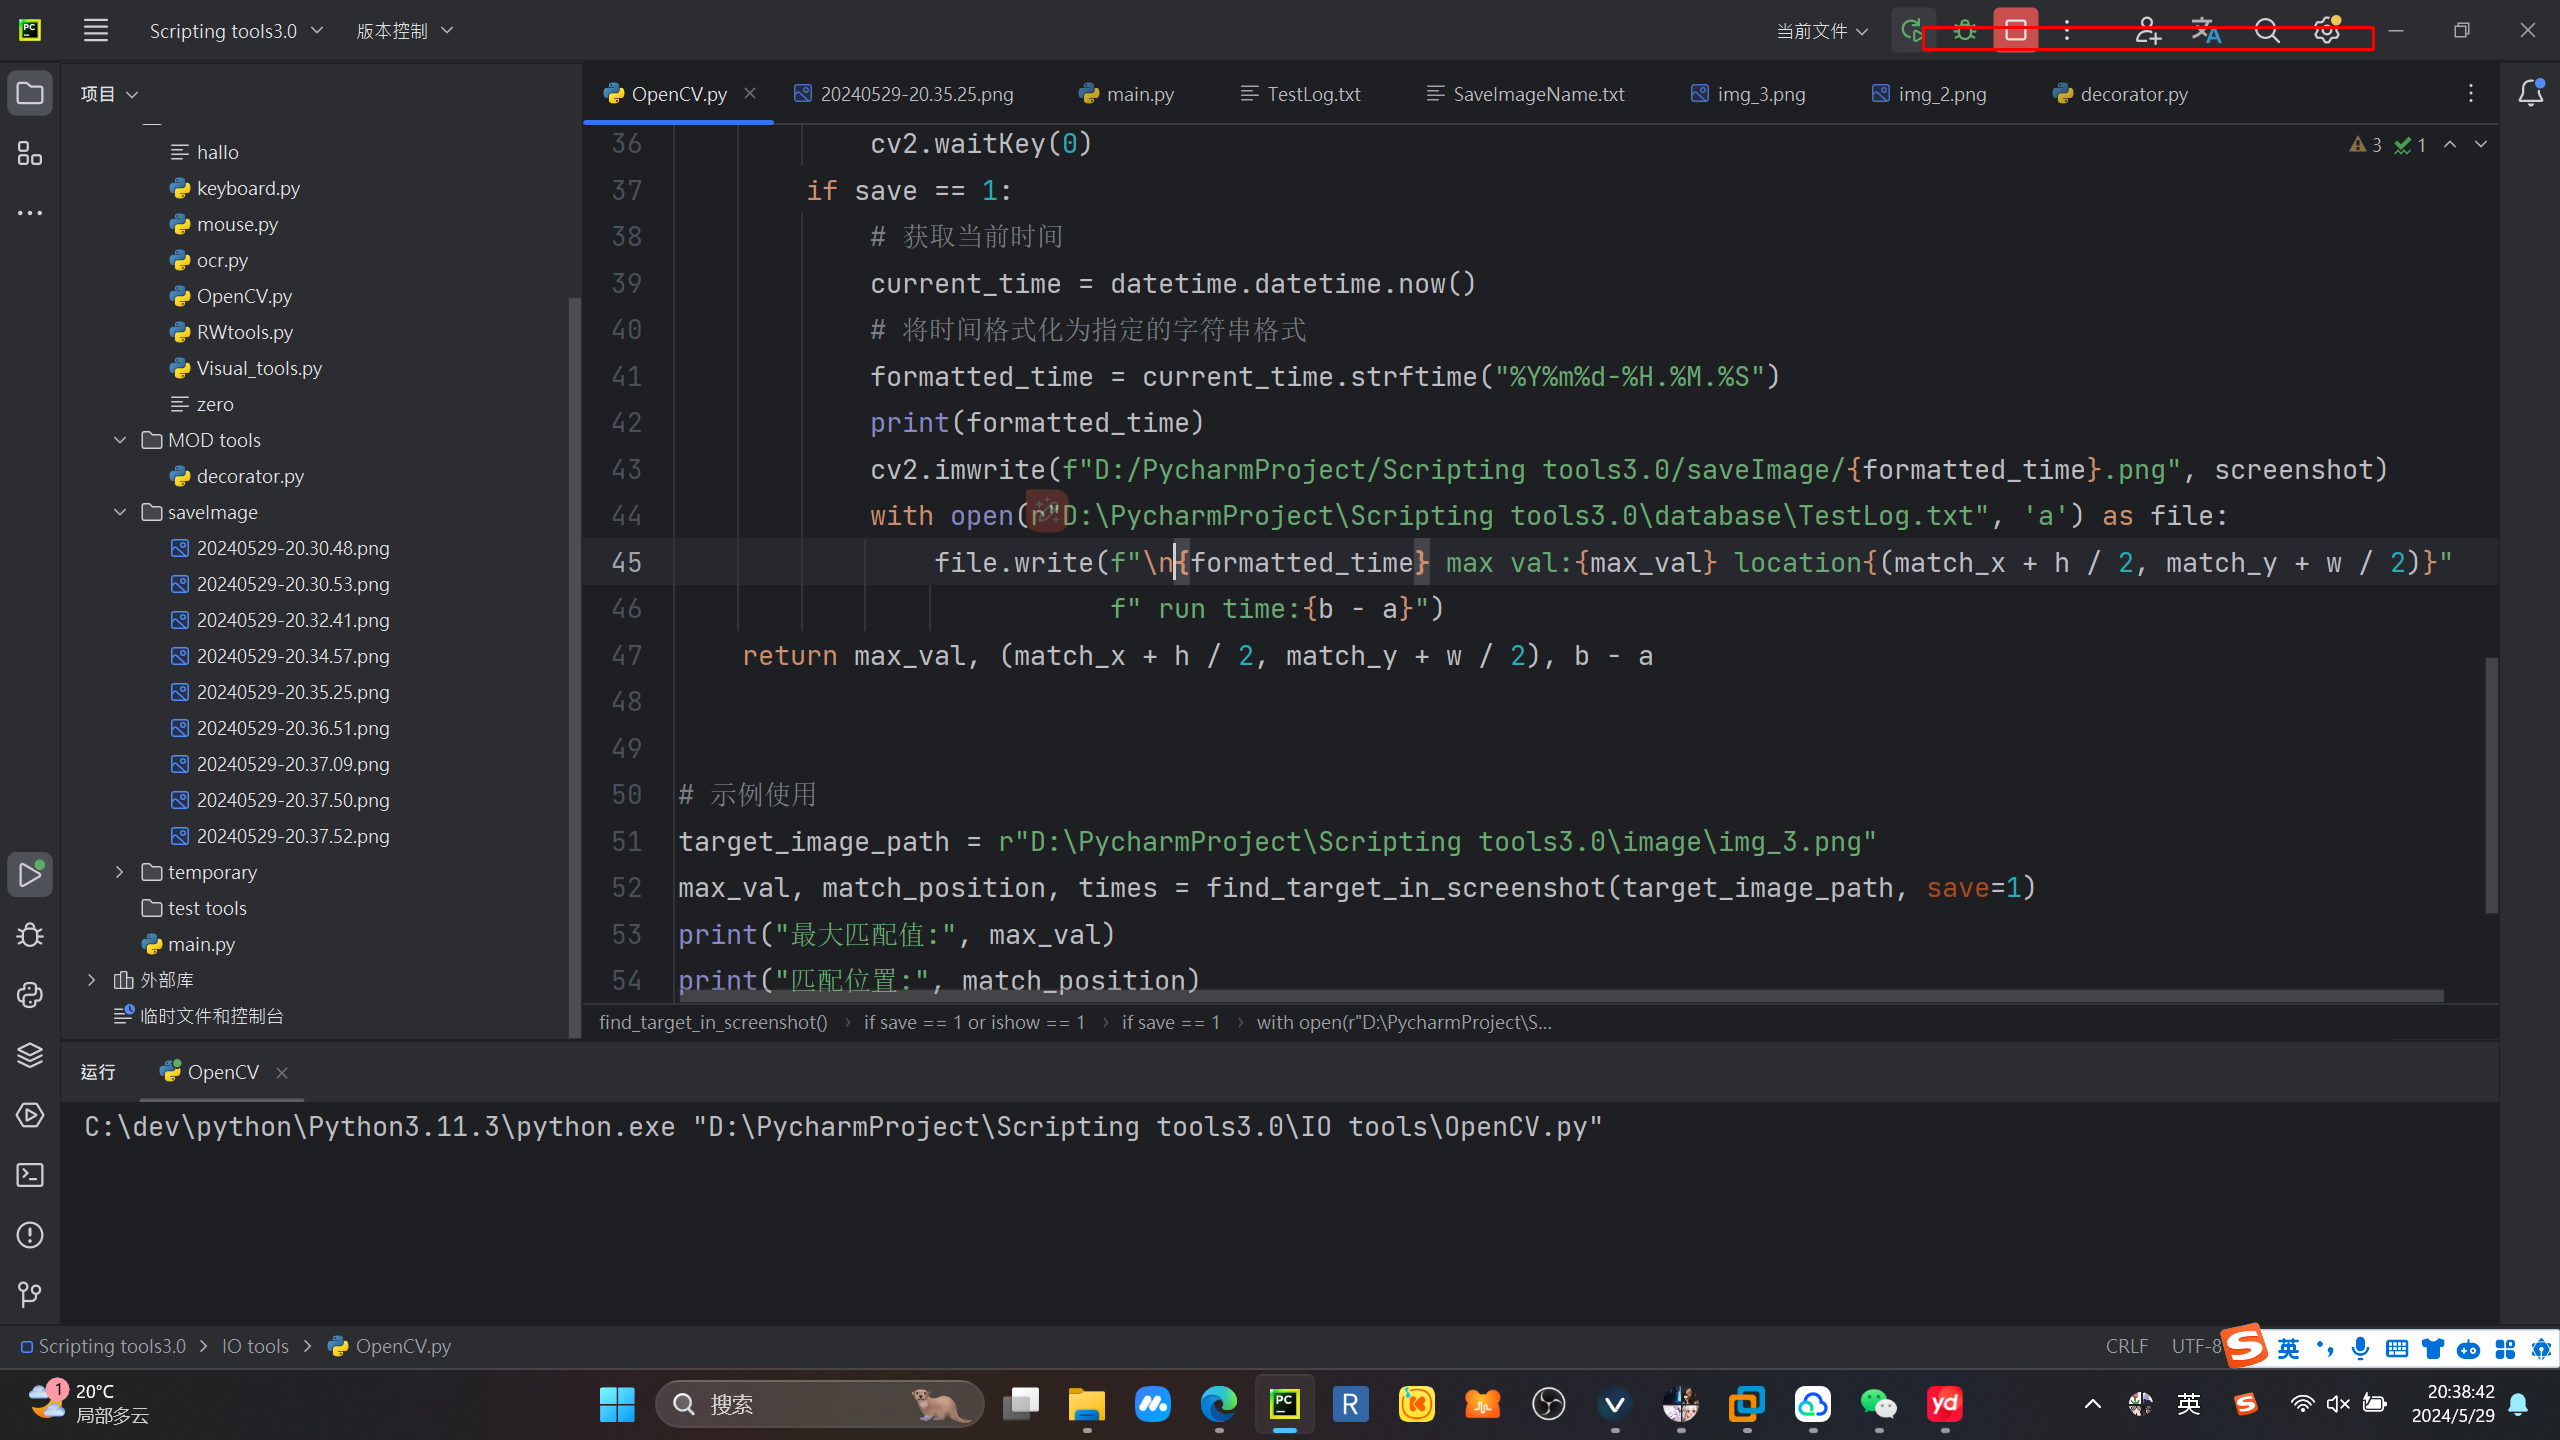 PC Scripting tools3.0 版本控制 当前文件
项目
hallo
keyboard.py
mouse.py
ocr.py
OpenCV.py
RWtools.py
Visual_tools.py
zero
MOD tools
decorator.py
saveImage
20240529-20.30.48.png
20240529-20.30.53.png
20240529-20.32.41.png
20240529-20.34.57.png
20240529-20.35.25.png
20240529-20.36.51.png
20240529-20.37.09.png
20240529-20.37.50.png
20240529-20.37.52.png
temporary
test tools
main.py
外部库
临时文件和控制台
OpenCV.py 20240529-20.35.25.png main.py TestLog.txt SaveImageName.txt img_3.png img_2.png decorator.py
3 1
36 cv2.waitKey(0)
37 if save == 1:
38 # 获取当前时间
39 current_time = datetime.datetime.now()
40 # 将时间格式化为指定的字符串格式
41 formatted_time = current_time.strftime("%Y%m%d-%H.%M.%S")
42 print(formatted_time)
43 cv2.imwrite(f"D:/PycharmProject/Scripting tools3.0/saveImage/{formatted_time}.png", screenshot)
44 with open(r"D:\PycharmProject\Scripting tools3.0\database\TestLog.txt", 'a') as file:
45 file.write(f"\n{formatted_time} max val:{max_val} location{(match_x + h / 2, match_y + w / 2)}"
46 f" run time:{b - a}")
47 return max_val, (match_x + h / 2, match_y + w / 2), b - a
48
49
50 # 示例使用
51 target_image_path = r"D:\PycharmProject\Scripting tools3.0\image\img_3.png"
52 max_val, match_position, times = find_target_in_screenshot(target_image_path, save=1)
53 print("最大匹配值:", max_val)
54 print("匹配位置:", match_position)
find_target_in_screenshot() › if save == 1 or ishow == 1 › if save == 1 › with open(r"D:\PycharmProject\S...
运行 OpenCV
C:\dev\python\Python3.11.3\python.exe "D:\PycharmProject\Scripting tools3.0\IO tools\OpenCV.py"
Scripting tools3.0 > IO tools > OpenCV.py CRLF UTF-8 英
1 20°C
局部多云
搜索
PC R yd
英
20:38:42
2024/5/29